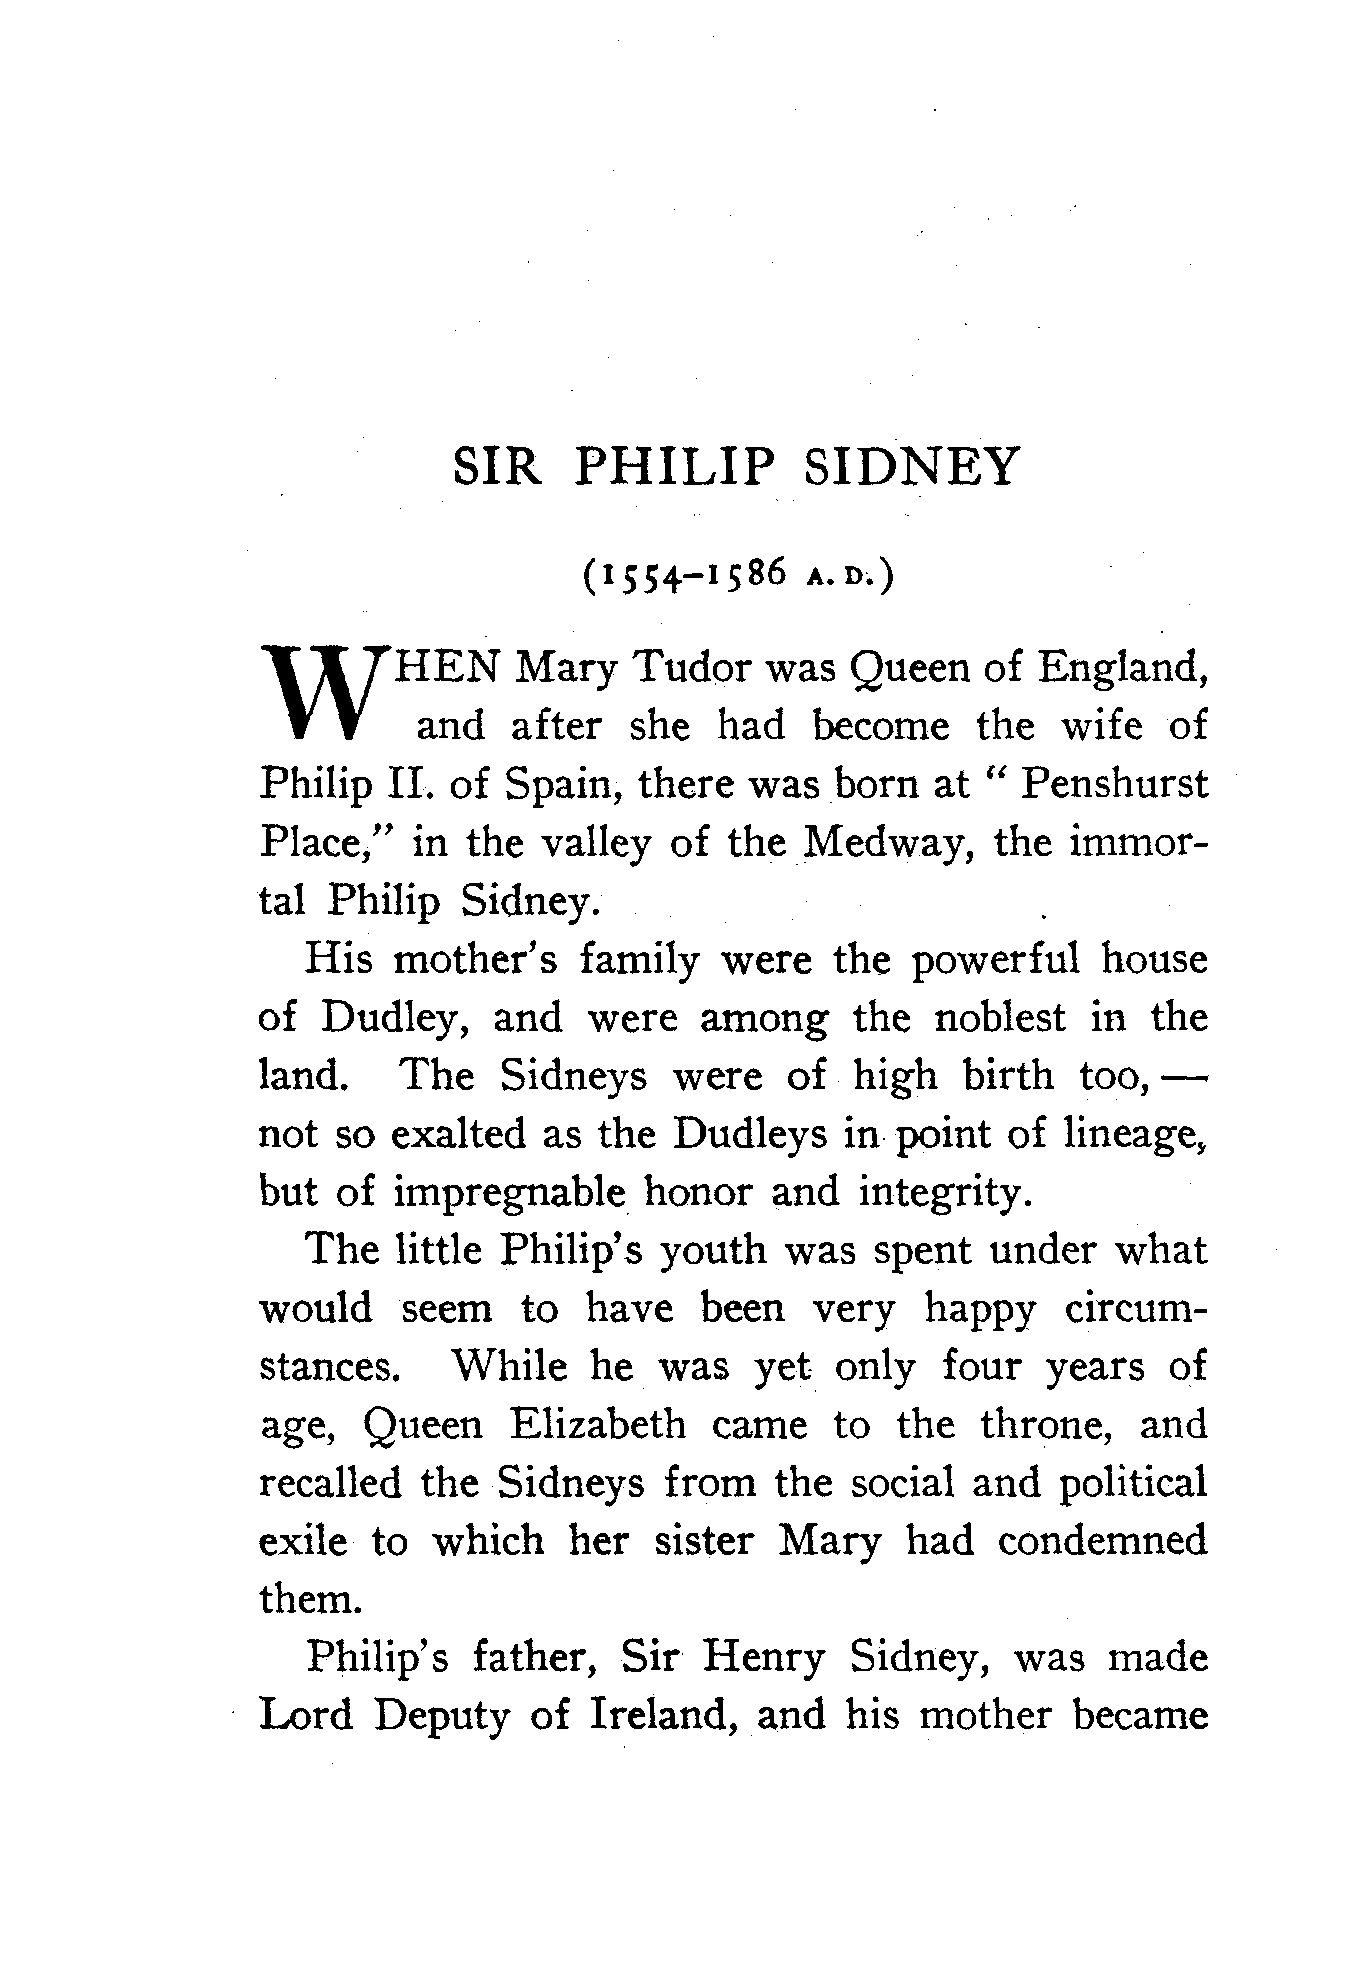 SIR PHILIP SIDNEY
(1554–1586 A. D.)
WHEN Mary Tudor was Queen of England,
and after she had become the wife of
Philip II. of Spain, there was born at “ Penshurst
Place,” in the valley of the Medway, the immor-
tal Philip Sidney.
His mother’s family were the powerful house
of Dudley, and were among the noblest in the
land. The Sidneys were of high birth too, —
not so exalted as the Dudleys in point of lineage,
but of impregnable honor and integrity.
The little Philip’s youth was spent under what
would seem to have been very happy circum-
stances. While he was yet only four years of
age, Queen Elizabeth came to the throne, and
recalled the Sidneys from the social and political
exile to which her sister Mary had condemned
them.
Philip’s father, Sir Henry Sidney, was made
Lord Deputy of Ireland, and his mother became